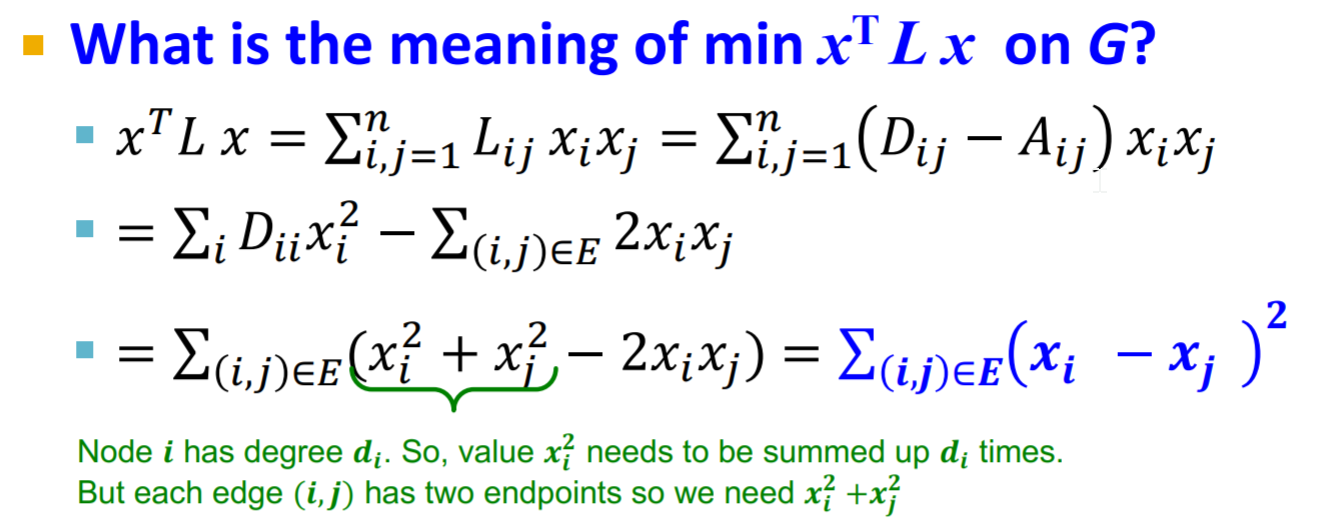 What is the meaning of min xᵀ L x on G?
xᵀ L x = ∑ⁿᵢ,ⱼ₌₁ Lᵢⱼ xᵢxⱼ = ∑ⁿᵢ,ⱼ₌₁(Dᵢⱼ − Aᵢⱼ) xᵢxⱼ
= ∑ᵢ Dᵢᵢxᵢ² − ∑₍ᵢ,ⱼ₎∈E 2xᵢxⱼ
= ∑₍ᵢ,ⱼ₎∈E(xᵢ² + xⱼ² − 2xᵢxⱼ) = ∑₍ᵢ,ⱼ₎∈E(xᵢ − xⱼ )²
Node i has degree dᵢ. So, value xᵢ² needs to be summed up dᵢ times.
But each edge (i, j) has two endpoints so we need xᵢ² +xⱼ²